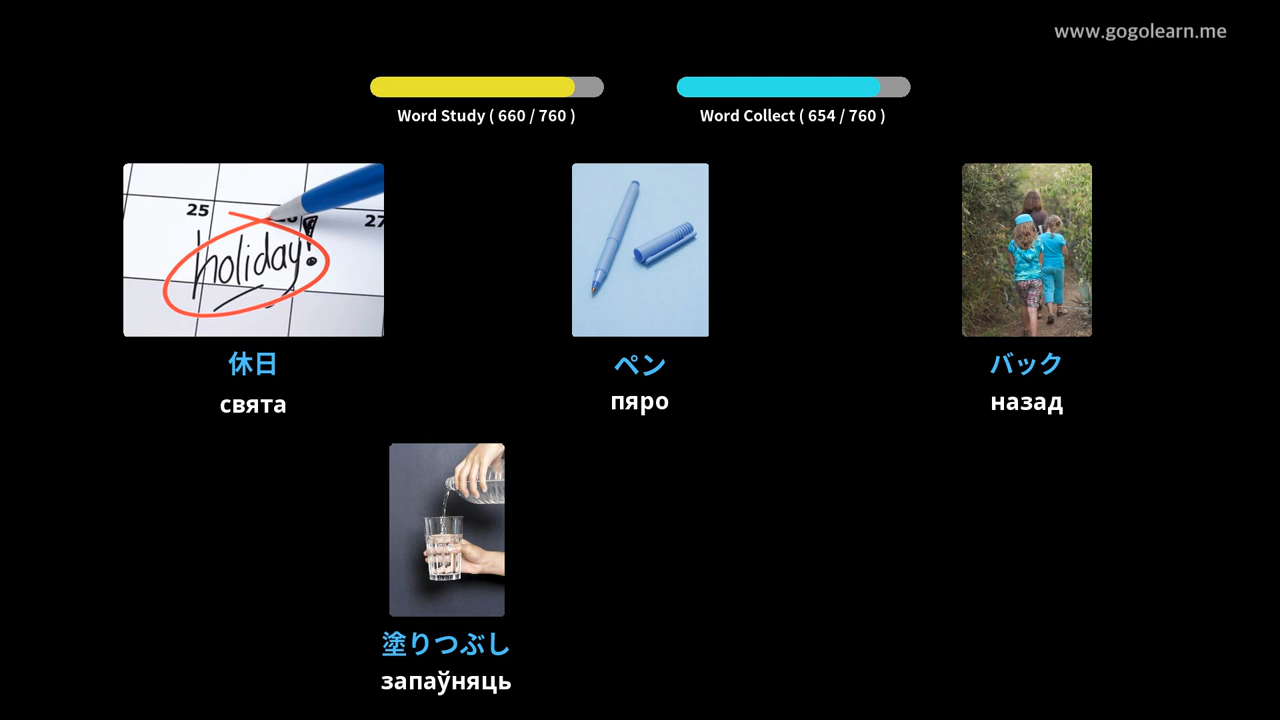 www.gogolearn.me
Word Study ( 660 / 760 )
Word Collect ( 654 / 760 )
25
27
holiday!
休日
свята
ペン
пяро
バック
назад
塗りつぶし
запаўняць